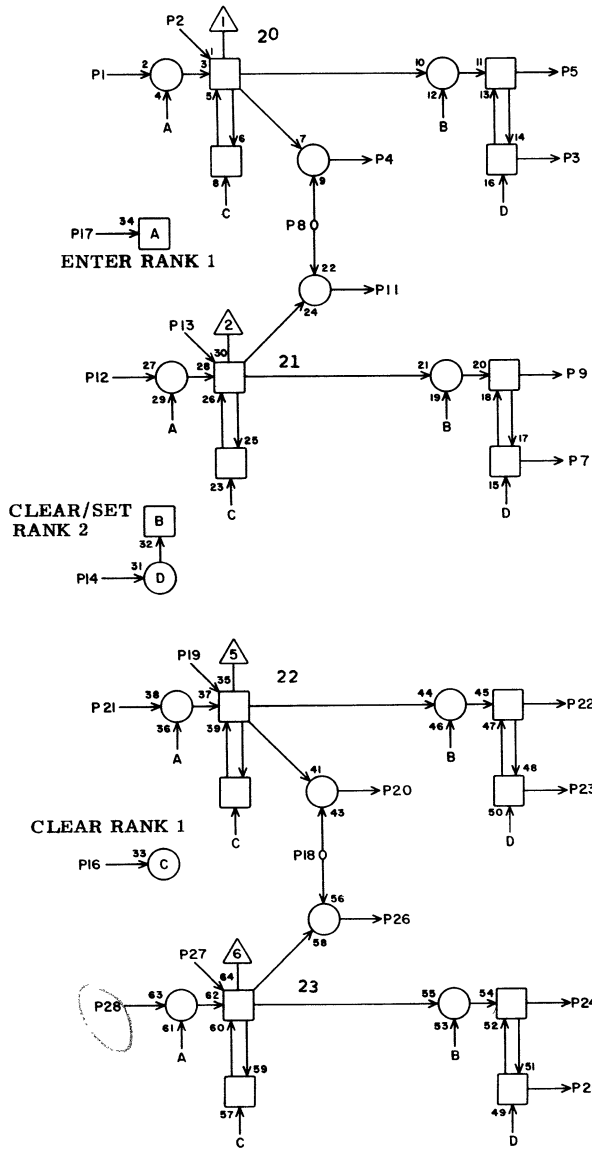 P2 1 20
P1 2 3 1 10 11 P5
4 5 12 13
A 6 7 B 14
P4 P3
8 9 16
C D
P8
34
P17 A
ENTER RANK 1
22
P11
24
2
P13 30 21
P12 27 28 21 20 P9
29 26 19 18
A 25 B 17
P7
23 15
C D
CLEAR/SET B
RANK 2 32
31
P14 D
5
P19 35 22
P21 38 37 44 45 P22
36 39 46 47
A 41 B 48
P20 P23
43 50
C D
CLEAR RANK 1
33
P16 C
P18
56
P26
58
6
P27 64 23
P28 63 62 55 54 P24
61 60 53 52
A 59 B 51
P2
57 49
C D